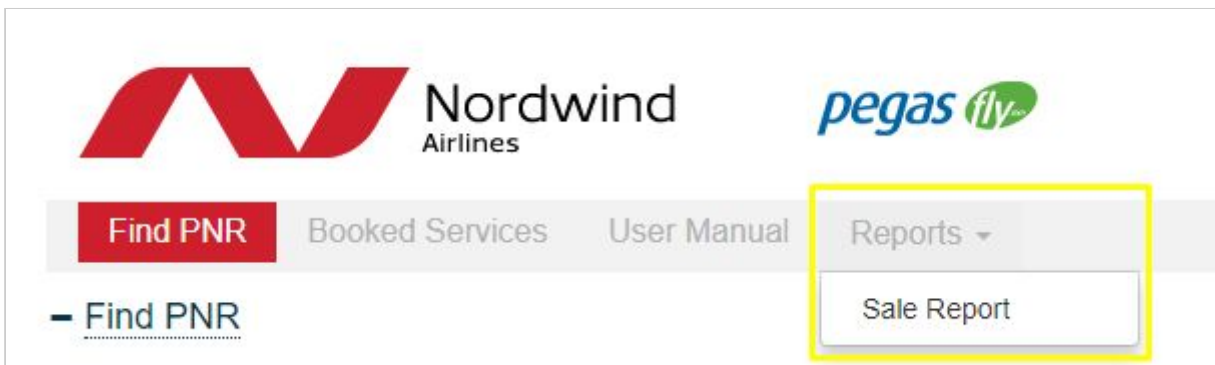 Nordwind
Airlines
pegas fly
Find PNR Booked Services User Manual Reports
Find PNR
Sale Report